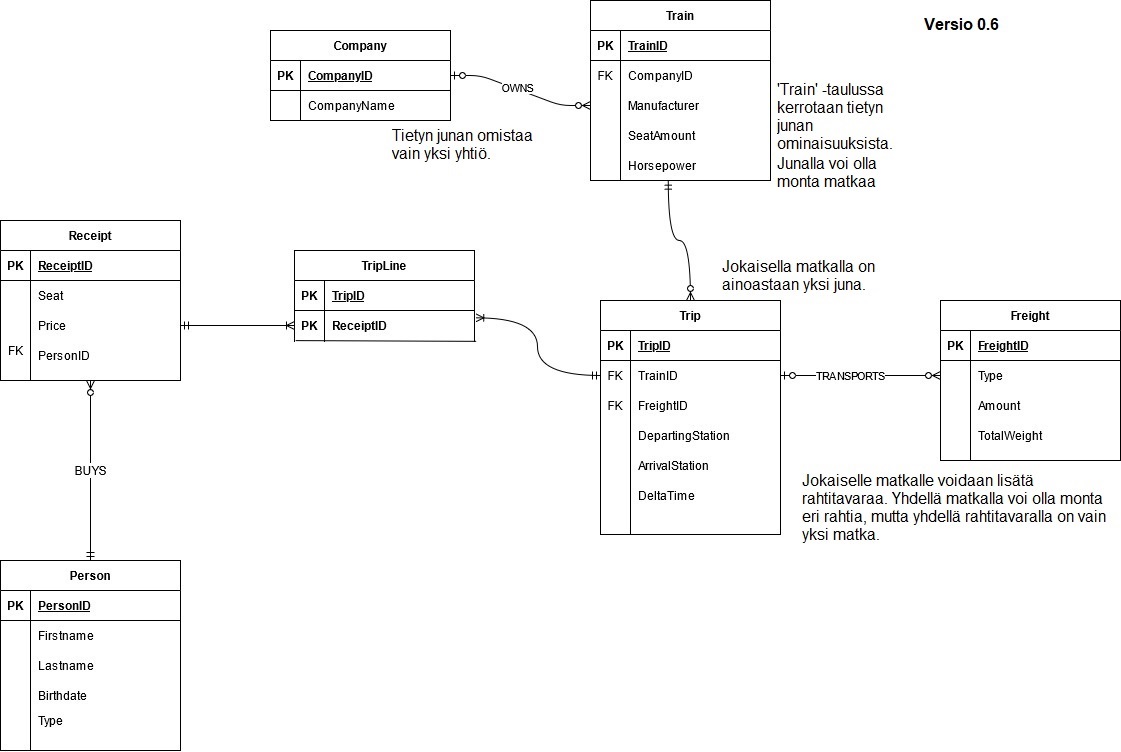 Versio 0.6
Company
PK CompanyID
CompanyName
OWNS
Tietyn junan omistaa
vain yksi yhtiö.
Train
PK TrainID
FK CompanyID
Manufacturer
SeatAmount
Horsepower
'Train' -taulussa
kerrotaan tietyn
junan
ominaisuuksista.
Junalla voi olla
monta matkaa
Receipt
PK ReceiptID
Seat
Price
FK PersonID
TripLine
PK TripID
PK ReceiptID
Jokaisella matkalla on
ainoastaan yksi juna.
Trip
PK TripID
FK TrainID
FK FreightID
DepartingStation
ArrivalStation
DeltaTime
TRANSPORTS
Freight
PK FreightID
Type
Amount
TotalWeight
Jokaiselle matkalle voidaan lisätä
rahtitavaraa. Yhdellä matkalla voi olla monta
eri rahtia, mutta yhdellä rahtitavaralla on vain
yksi matka.
BUYS
Person
PK PersonID
Firstname
Lastname
Birthdate
Type